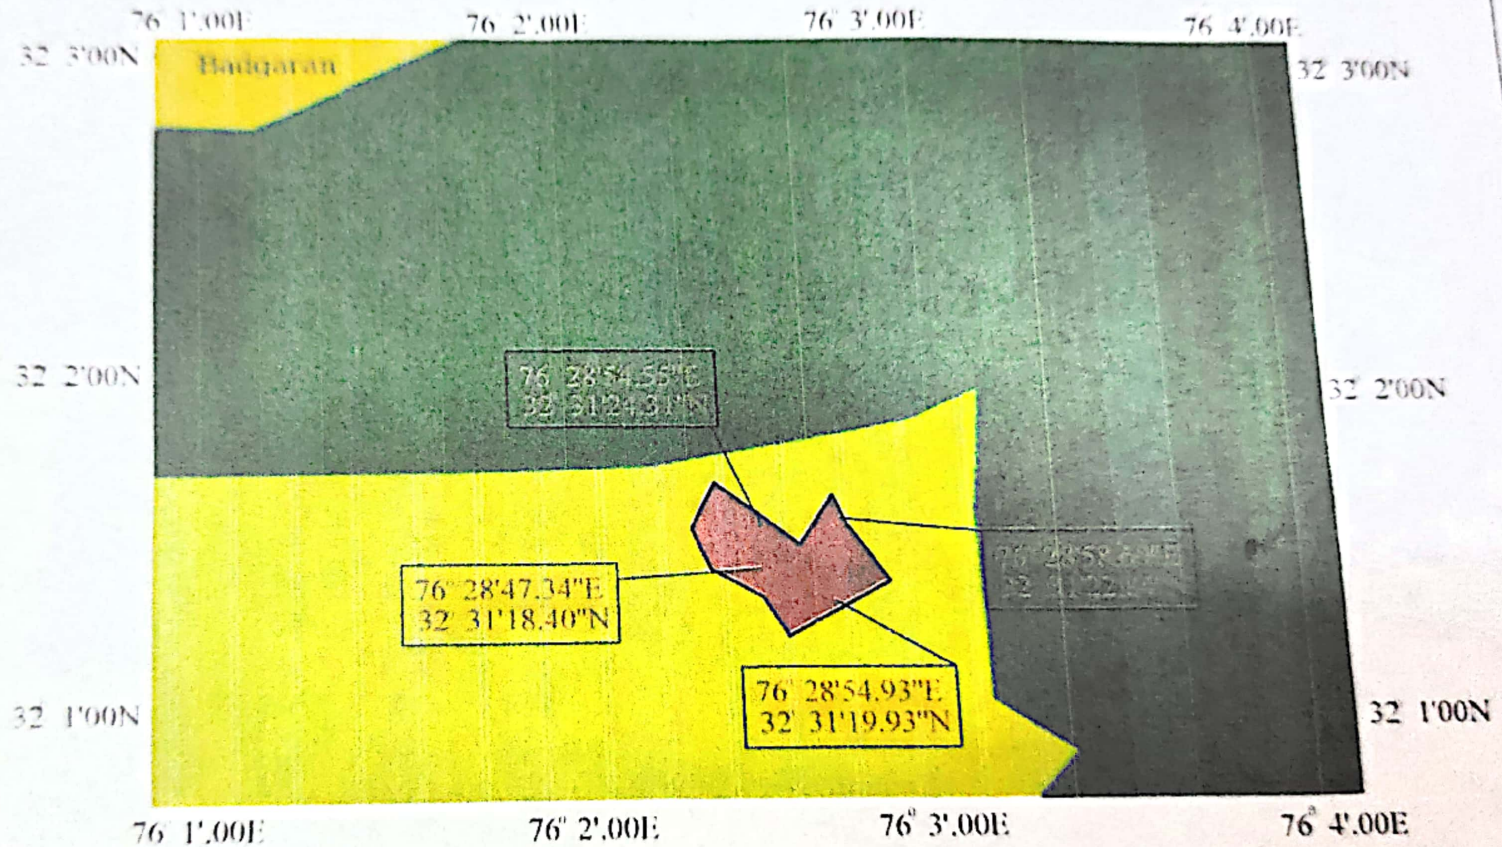 76 1'.00E 76 2'.00E 76 3'.00E 76 4'.00E
32 3'00N 32 3'00N
Badgaran
32 2'00N 32 2'00N
76 28'54.55"E
32 31'24.31"N
76° 28'47.34"E
32 31'18.40"N
76° 28'54.93"E
32 31'19.93"N
32 1'00N 32 1'00N
76° 1'.00E 76° 2'.00E 76° 3'.00E 76° 4'.00E